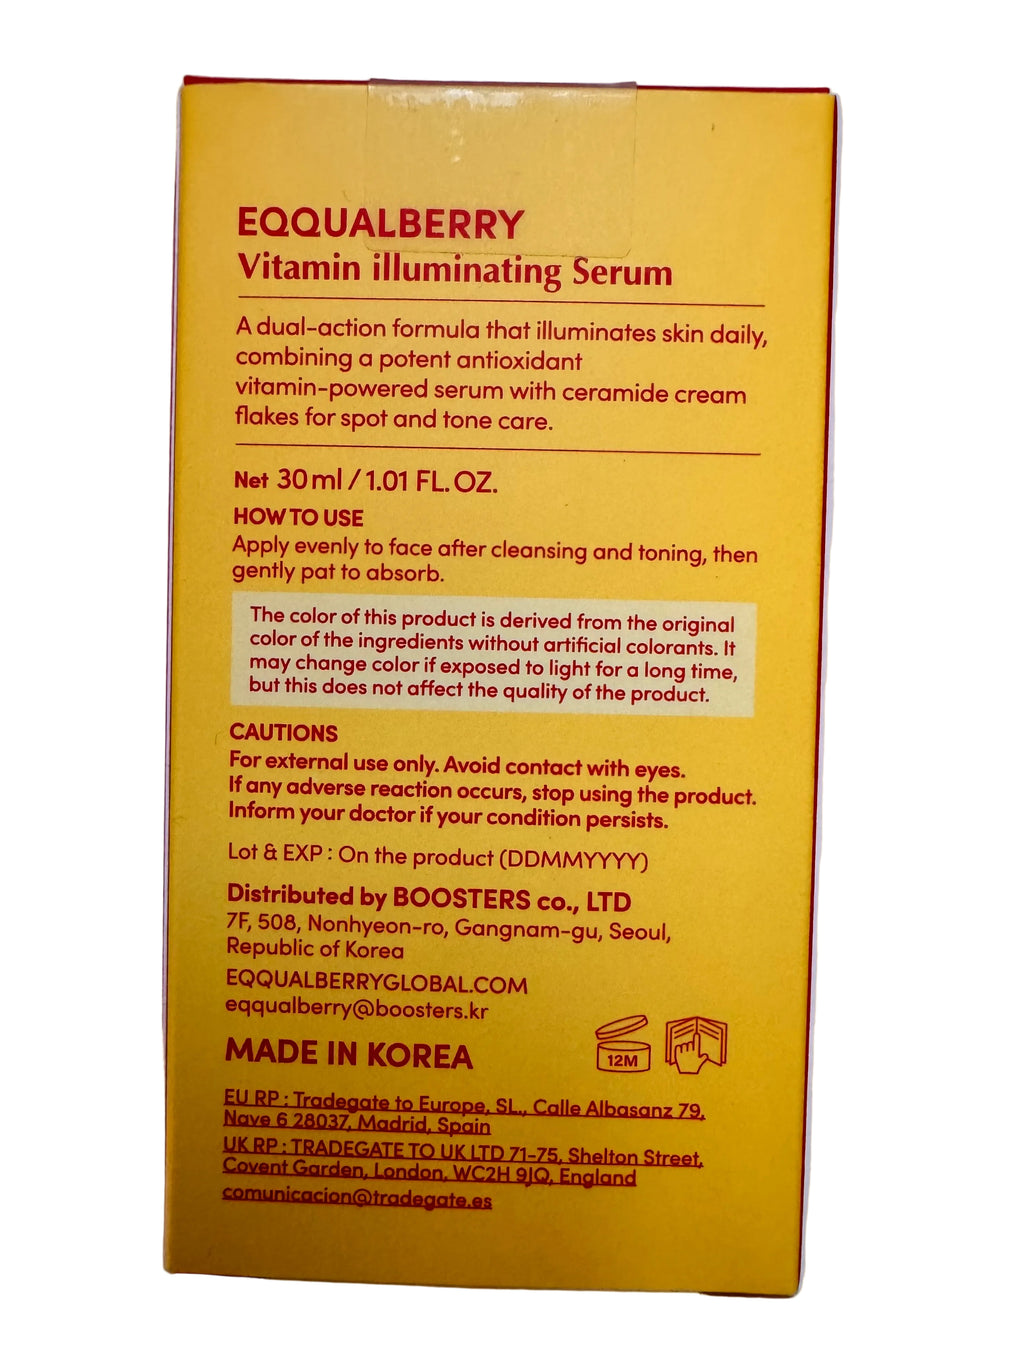 EQQUALBERRY
Vitamin illuminating Serum
A dual-action formula that illuminates skin daily,
combining a potent antioxidant
vitamin-powered serum with ceramide cream
flakes for spot and tone care.
Net 30 ml / 1.01 FL. OZ.
HOW TO USE
Apply evenly to face after cleansing and toning, then
gently pat to absorb.
The color of this product is derived from the original
color of the ingredients without artificial colorants. It
may change color if exposed to light for a long time,
but this does not affect the quality of the product.
CAUTIONS
For external use only. Avoid contact with eyes.
If any adverse reaction occurs, stop using the product.
Inform your doctor if your condition persists.
Lot & EXP : On the product (DDMMYYYY)
Distributed by BOOSTERS co., LTD
7F, 508, Nonhyeon-ro, Gangnam-gu, Seoul,
Republic of Korea
EQQUALBERRYGLOBAL.COM
eqqualberry@boosters.kr
MADE IN KOREA
12M
EU RP : Tradegate to Europe, SL., Calle Albasanz 79,
Nave 6 28037, Madrid, Spain
UK RP : TRADEGATE TO UK LTD 71-75, Shelton Street,
Covent Garden, London, WC2H 9JQ, England
comunicacion@tradegate.es